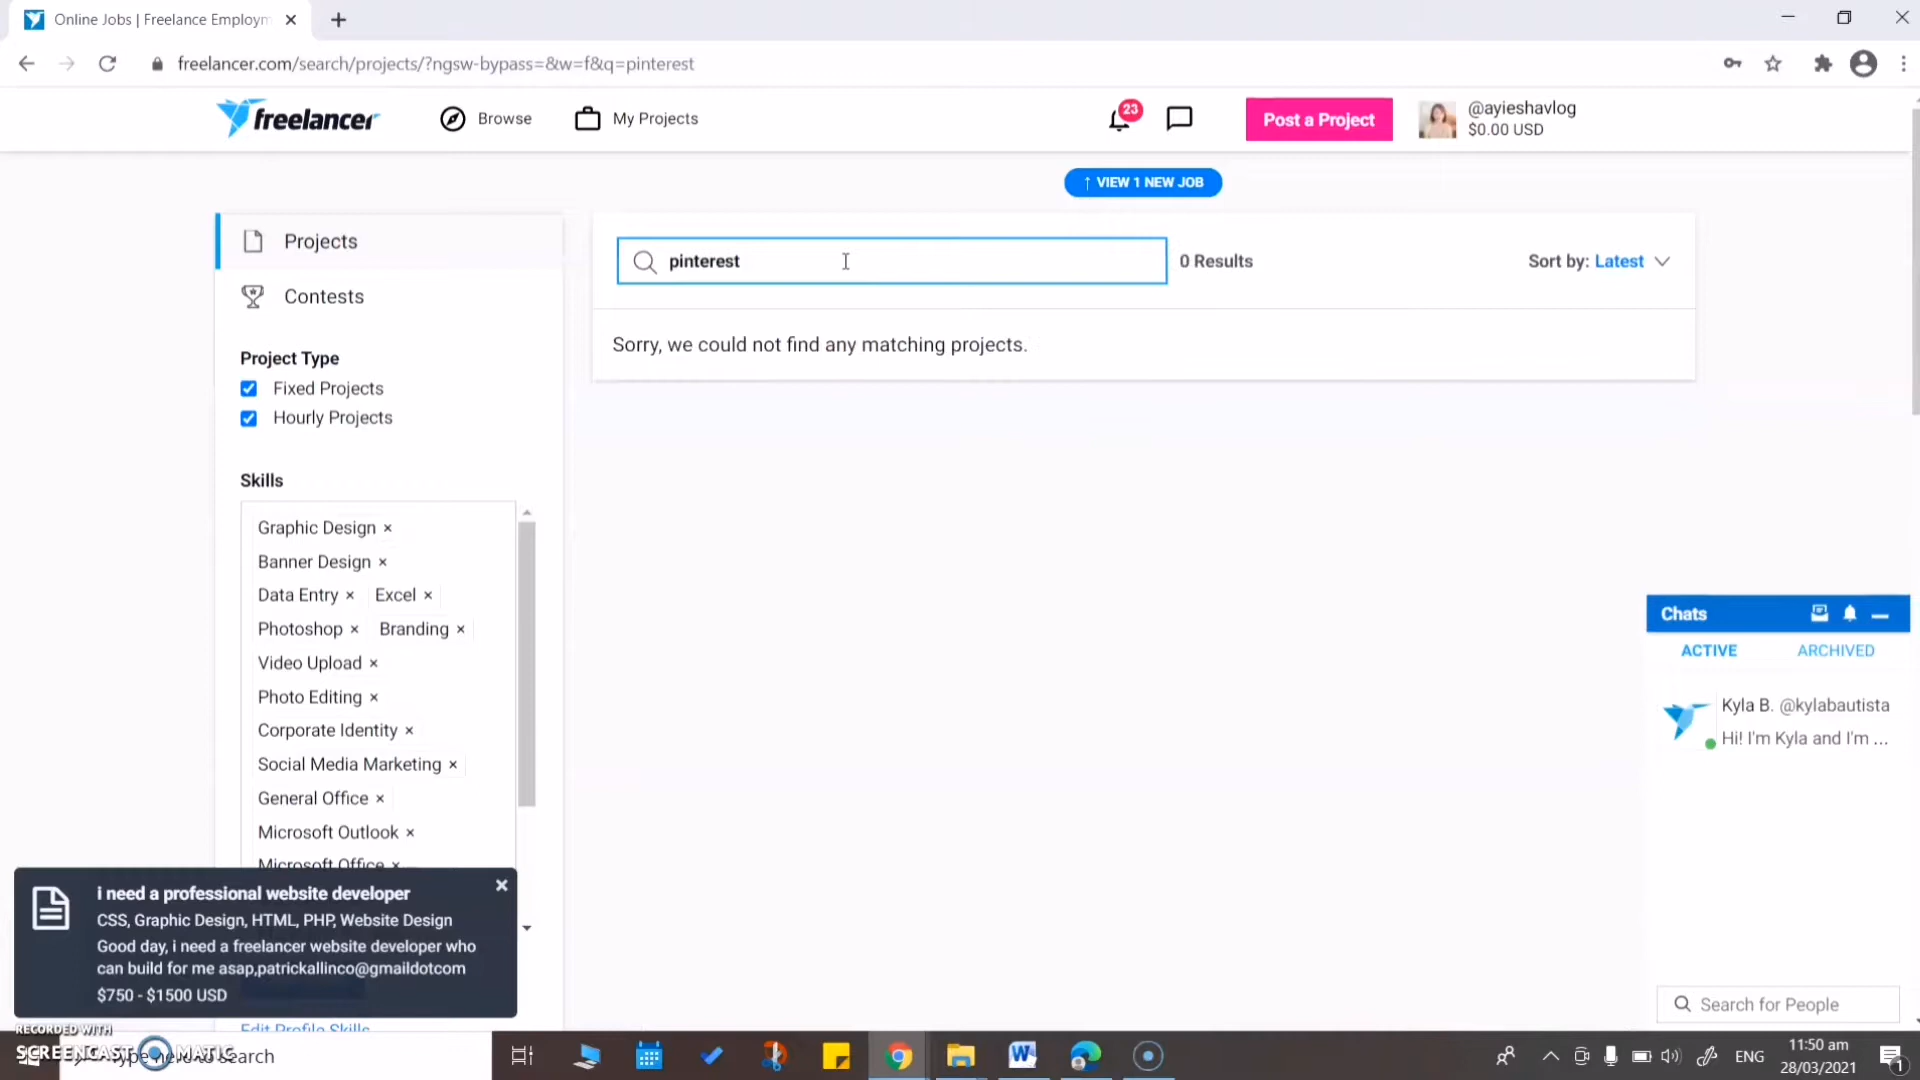 Online Jobs | Freelance Employm
freelancer.com/search/projects/?ngsw-bypass=&w=f&q=pinterest
freelancer
Browse
My Projects
23
Post a Project
@ayieshavlog
$0.00 USD
↑ VIEW 1 NEW JOB
Projects
Contests
Project Type
Fixed Projects
Hourly Projects
Skills
Graphic Design ×
Banner Design ×
Data Entry × Excel ×
Photoshop × Branding ×
Video Upload ×
Photo Editing ×
Corporate Identity ×
Social Media Marketing ×
General Office ×
Microsoft Outlook ×
Microsoft Office ×
Edit Profile Skills
pinterest
0 Results
Sort by: Latest
Sorry, we could not find any matching projects.
Chats
ACTIVE
ARCHIVED
Kyla B. @kylabautista
Hi! I'm Kyla and I'm ...
Search for People
i need a professional website developer
CSS, Graphic Design, HTML, PHP, Website Design
Good day, i need a freelancer website developer who
can build for me asap,patrickallinco@gmaildotcom
$750 - $1500 USD
RECORDED WITH
SCREENCAST MATIC
Type here to search
ENG
11:50 am
28/03/2021
1